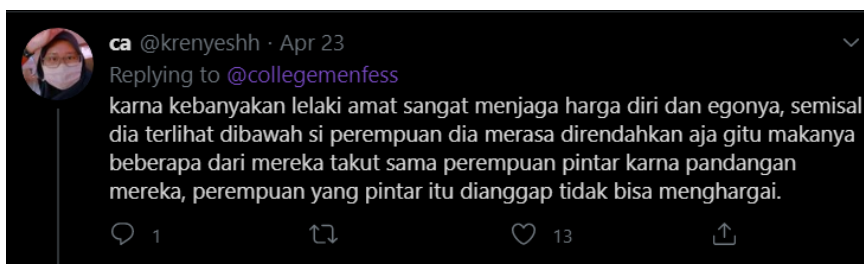 ca @krenyeshh · Apr 23
Replying to @collegemenfess
karna kebanyakan lelaki amat sangat menjaga harga diri dan egonya, semisal
dia terlihat dibawah si perempuan dia merasa direndahkan aja gitu makanya
beberapa dari mereka takut sama perempuan pintar karna pandangan
mereka, perempuan yang pintar itu dianggap tidak bisa menghargai.
1 13